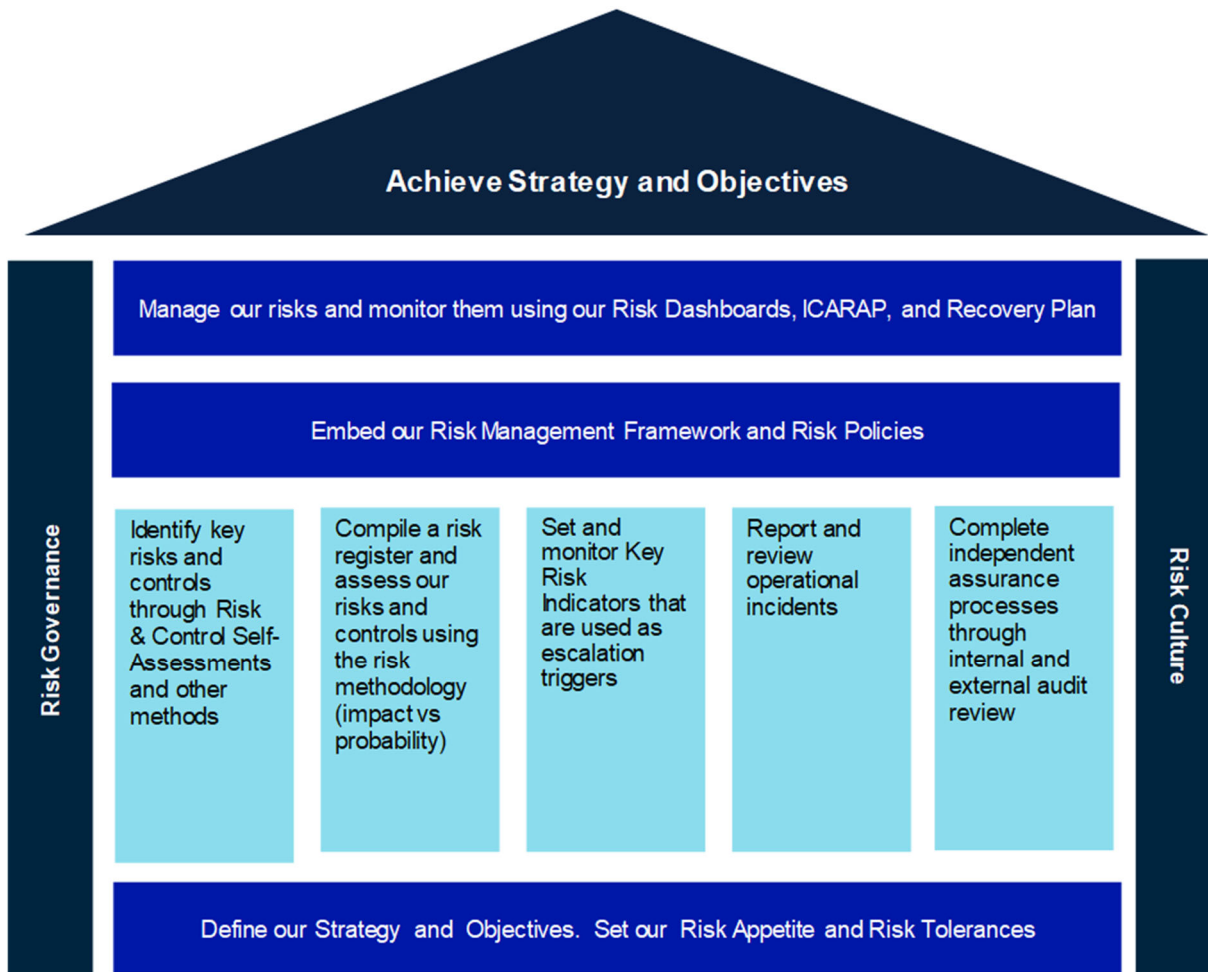 Achieve Strategy and Objectives
Manage our risks and monitor them using our Risk Dashboards, ICARAP, and Recovery Plan
Embed our Risk Management Framework and Risk Policies
Risk Governance
Identify key
risks and
controls
through Risk
& Control Self-
Assessments
and other
methods
Compile a risk
register and
assess our
risks and
controls using
the risk
methodology
(impact vs
probability)
Set and
monitor Key
Risk
Indicators that
are used as
escalation
triggers
Report and
review
operational
incidents
Complete
independent
assurance
processes
through
internal and
external audit
review
Risk Culture
Define our Strategy and Objectives. Set our Risk Appetite and Risk Tolerances